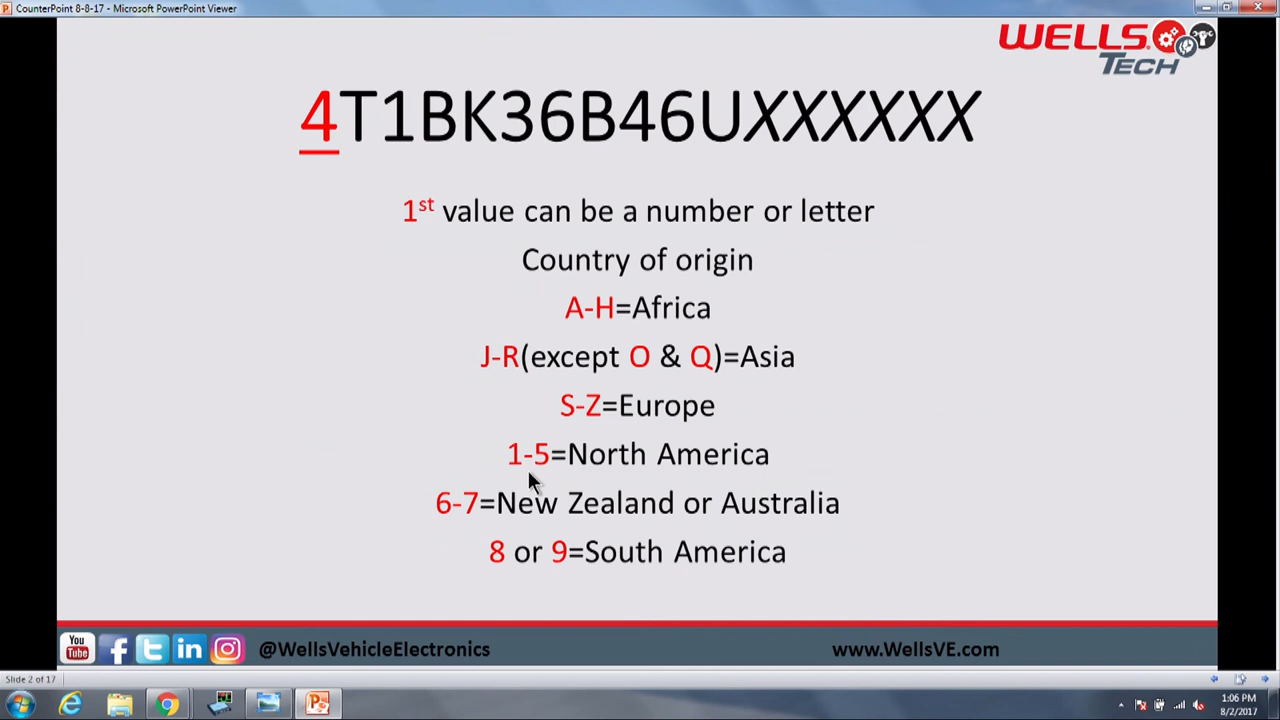 CounterPoint 8-8-17 - Microsoft PowerPoint Viewer
WELLS
TECH
4T1BK36B46UXXXXXX
1st value can be a number or letter
Country of origin
A-H=Africa
J-R(except O & Q)=Asia
S-Z=Europe
1-5=North America
6-7=New Zealand or Australia
8 or 9=South America
You
Tube
@WellsVehicleElectronics
www.WellsVE.com
Slide 2 of 17
1:06 PM
8/2/2017